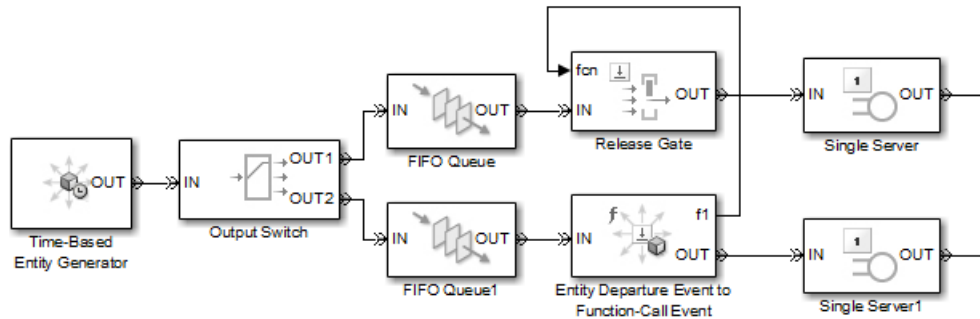 OUT
Time-Based
Entity Generator
IN
OUT1
OUT2
Output Switch
IN
OUT
FIFO Queue
IN
OUT
FIFO Queue1
fcn
IN
OUT
Release Gate
IN
f1
OUT
Entity Departure Event to
Function-Call Event
IN
1
OUT
Single Server
IN
1
OUT
Single Server1